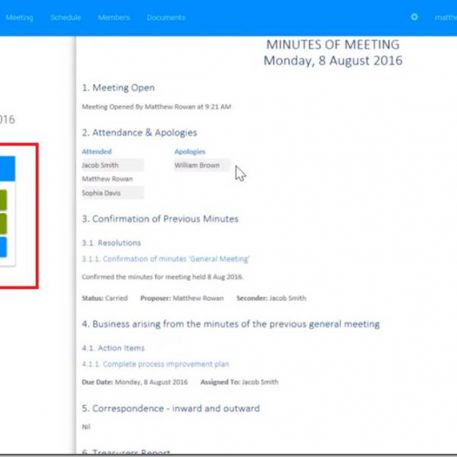 Meeting Schedule Members Documents matthe
MINUTES OF MEETING
Monday, 8 August 2016
016
1. Meeting Open
Meeting Opened By Matthew Rowan at 9:21 AM
2. Attendance & Apologies
Attended Apologies
Jacob Smith William Brown
Matthew Rowan
Sophia Davis
3. Confirmation of Previous Minutes
3.1. Resolutions
3.1.1. Confirmation of minutes 'General Meeting'
Confirmed the minutes for meeting held 8 Aug 2016.
Status: Carried Proposer: Matthew Rowan Seconder: Jacob Smith
4. Business arising from the minutes of the previous general meeting
4.1. Action Items
4.1.1. Complete process improvement plan
Due Date: Monday, 8 August 2016 Assigned To: Jacob Smith
5. Correspondence - inward and outward
Nil
6. Treasurers Report